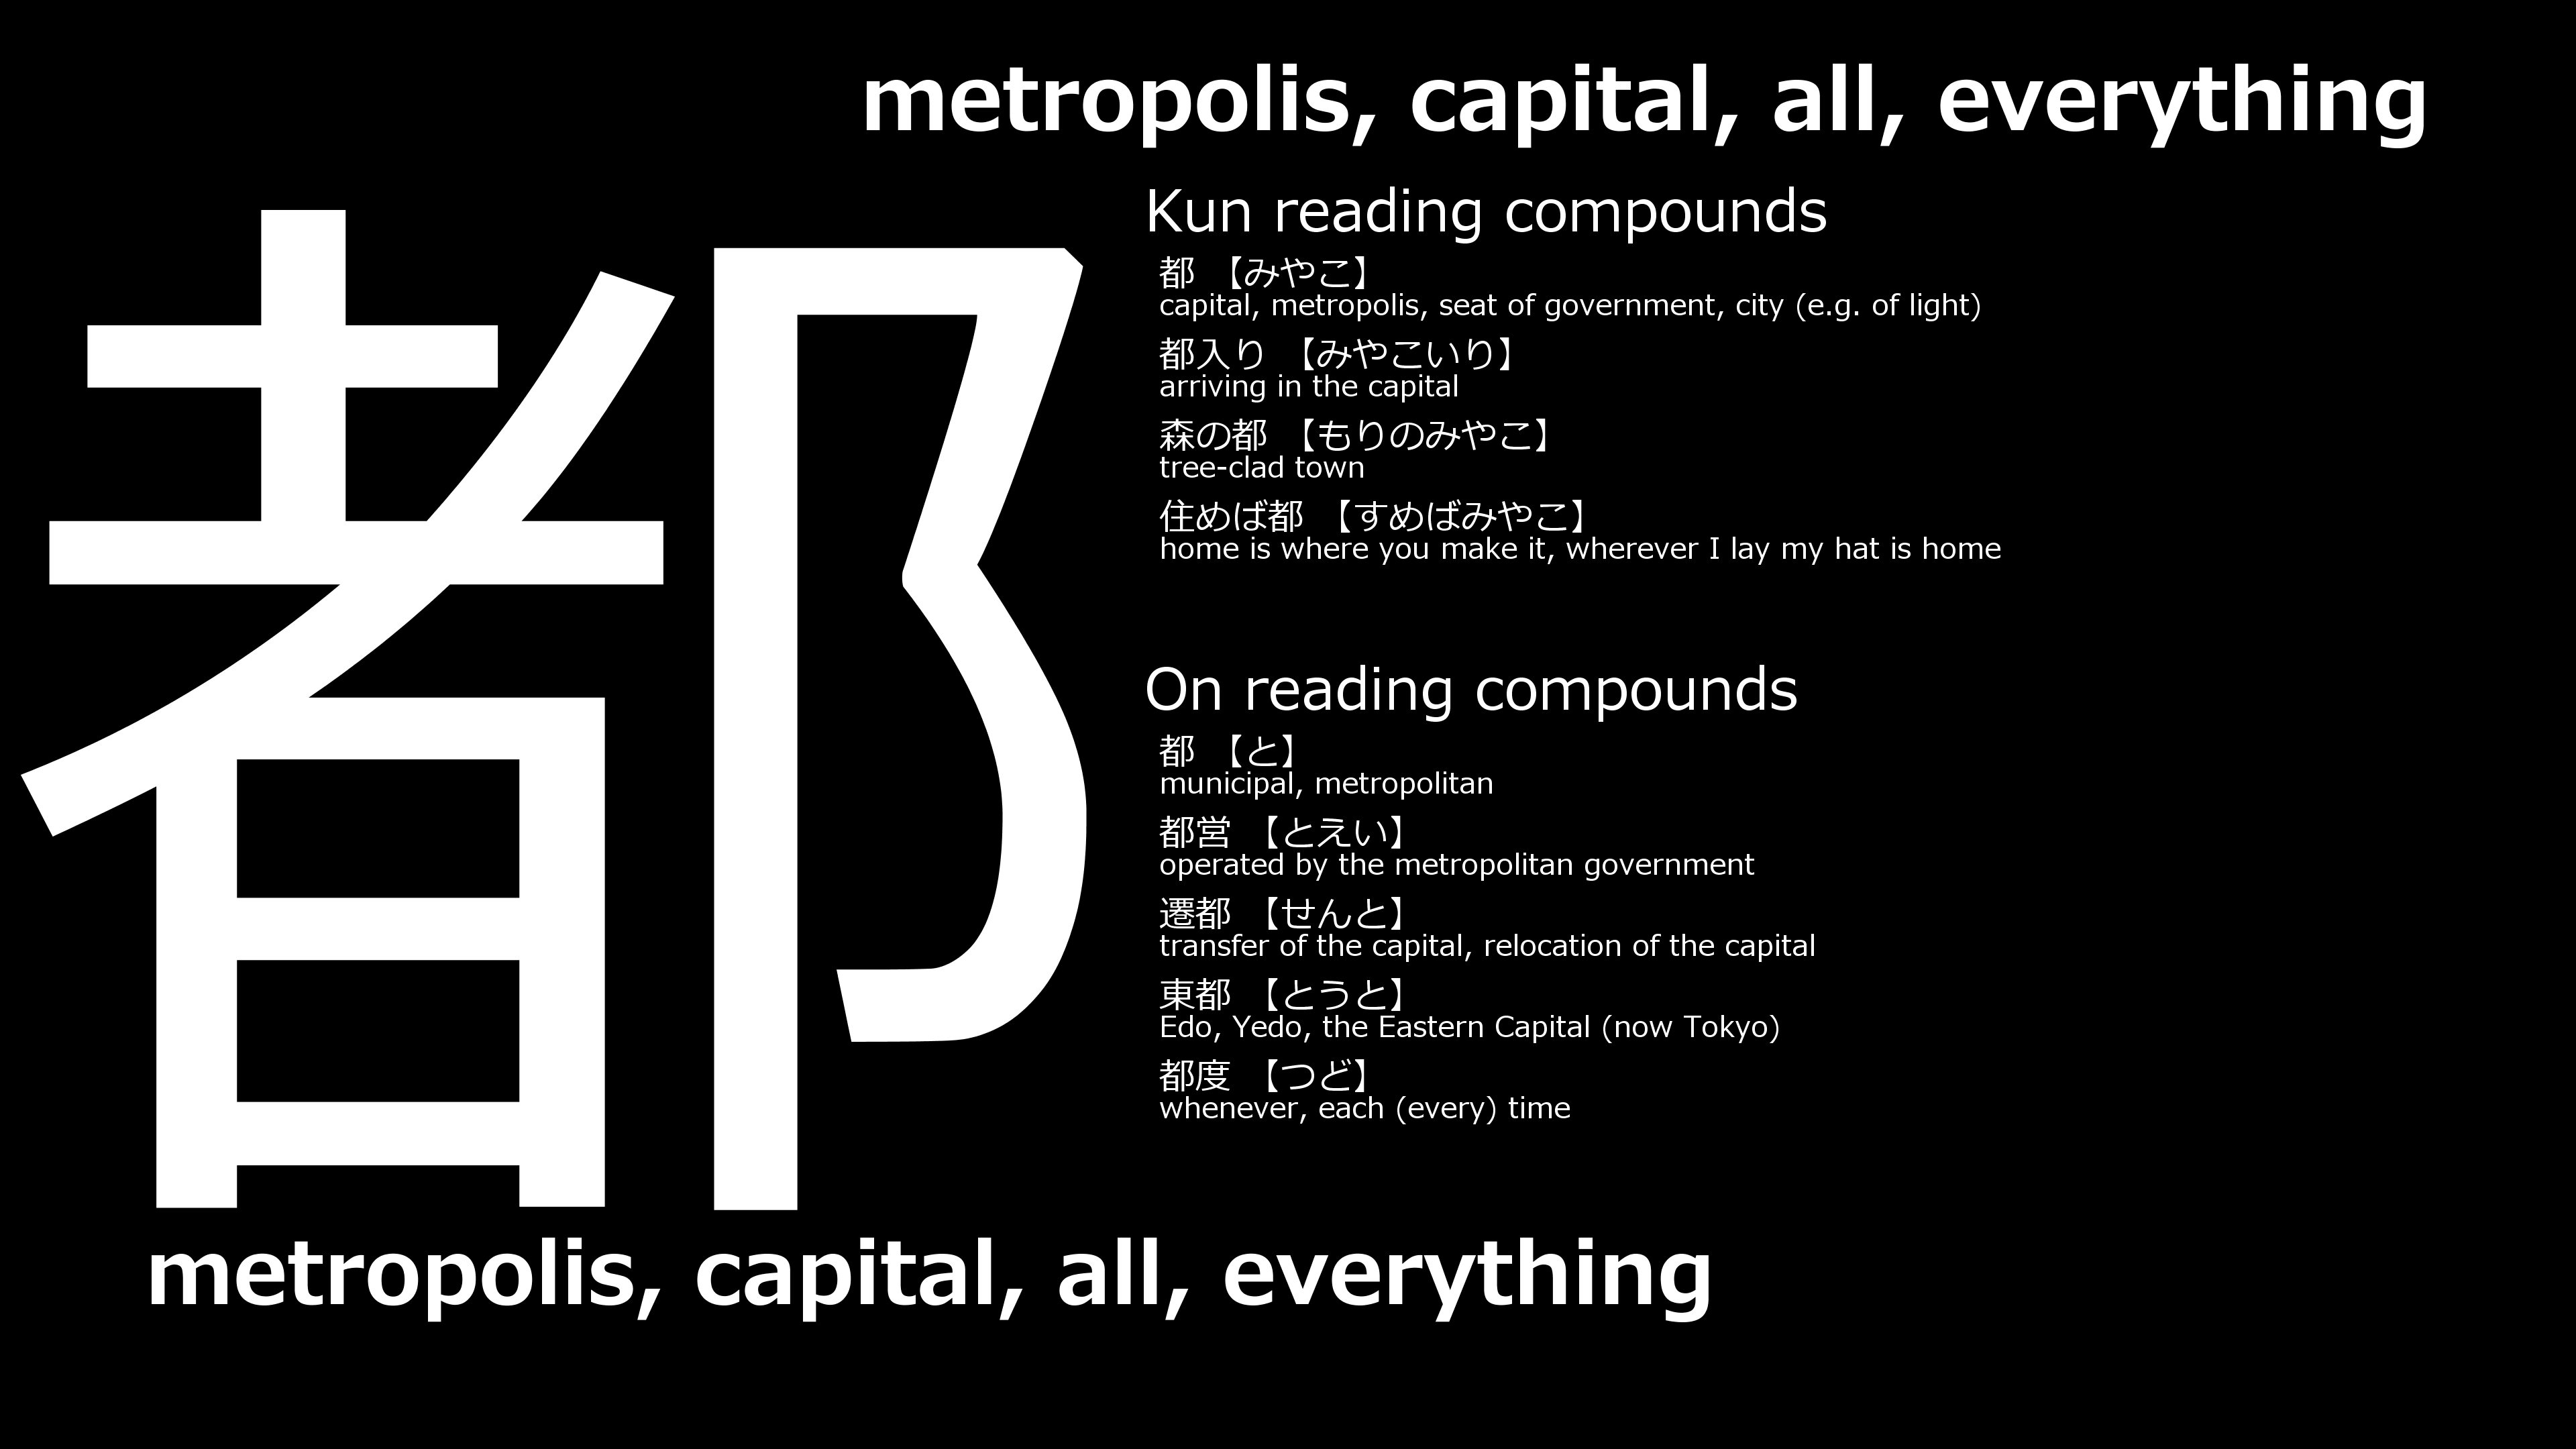 metropolis, capital, all, everything
都
Kun reading compounds
都 【みやこ】
capital, metropolis, seat of government, city (e.g. of light)
都入り 【みやこいり】
arriving in the capital
森の都 【もりのみやこ】
tree-clad town
住めば都 【すめばみやこ】
home is where you make it, wherever I lay my hat is home
On reading compounds
都 【と】
municipal, metropolitan
都営 【とえい】
operated by the metropolitan government
遷都 【せんと】
transfer of the capital, relocation of the capital
東都 【とうと】
Edo, Yedo, the Eastern Capital (now Tokyo)
都度 【つど】
whenever, each (every) time
metropolis, capital, all, everything